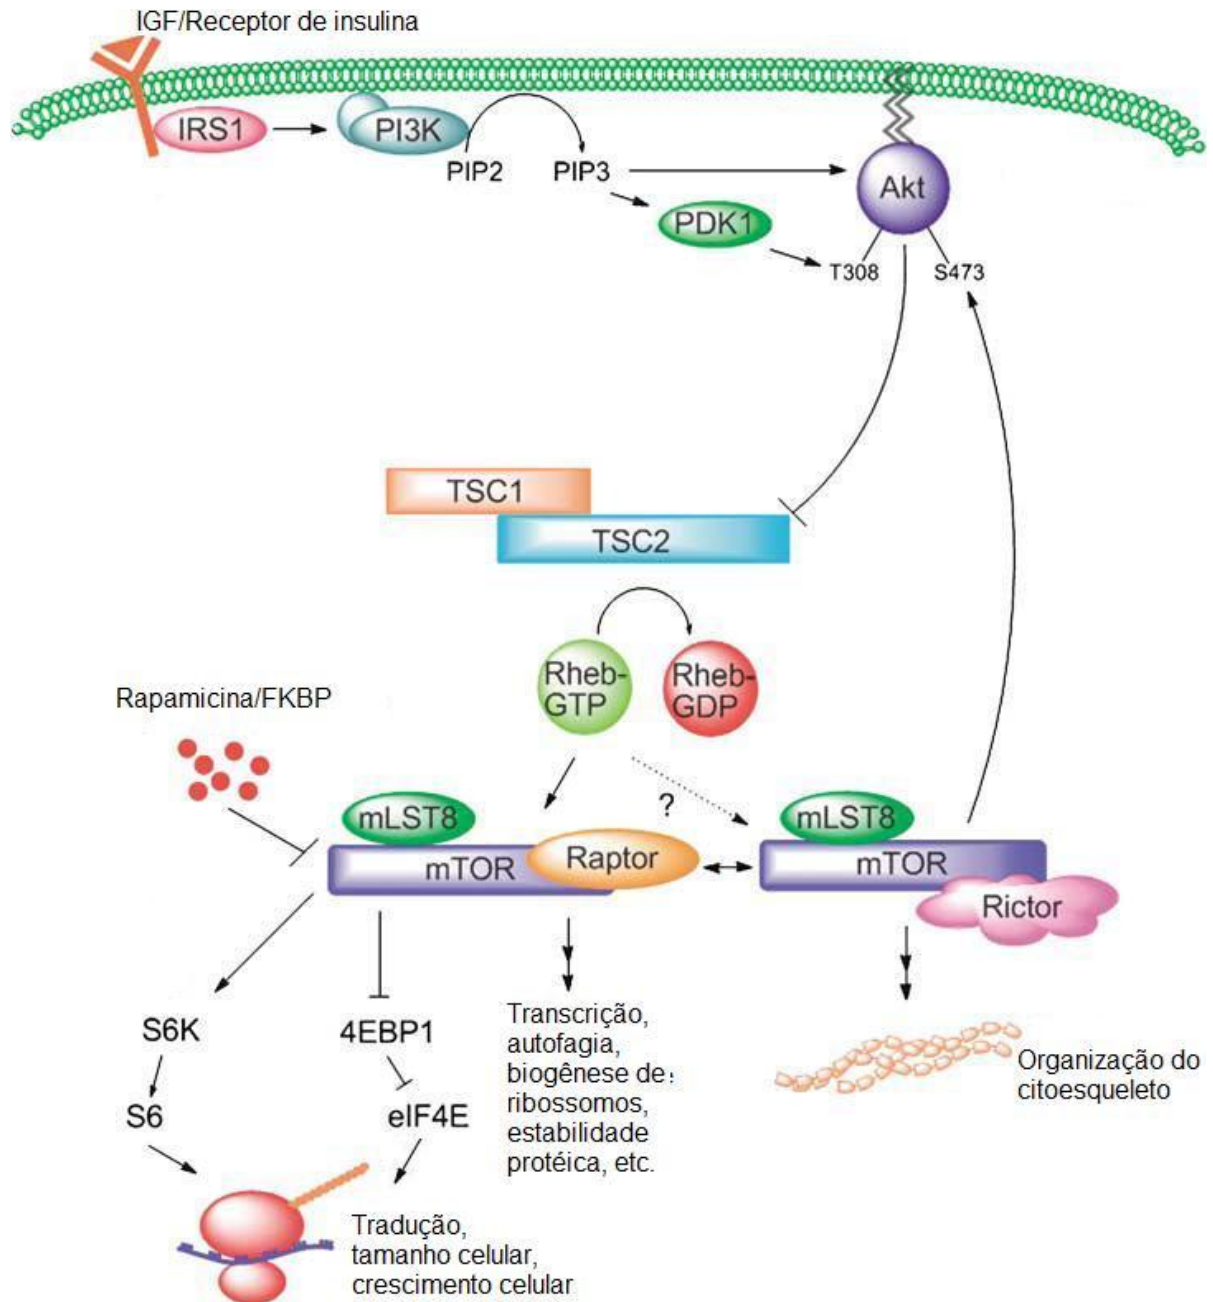 IGF/Receptor de insulina
IRS1
PI3K
PIP2
PIP3
Akt
PDK1
T308
S473
TSC1
TSC2
Rheb-
GTP
Rheb-
GDP
Rapamicina/FKBP
?
mLST8
mTOR
Raptor
mLST8
mTOR
Rictor
S6K
4EBP1
Transcrição,
autofagia,
biogênese de:
ribossomos,
estabilidade
protéica, etc.
Organização do
citoesqueleto
S6
eIF4E
Tradução,
tamanho celular,
crescimento celular